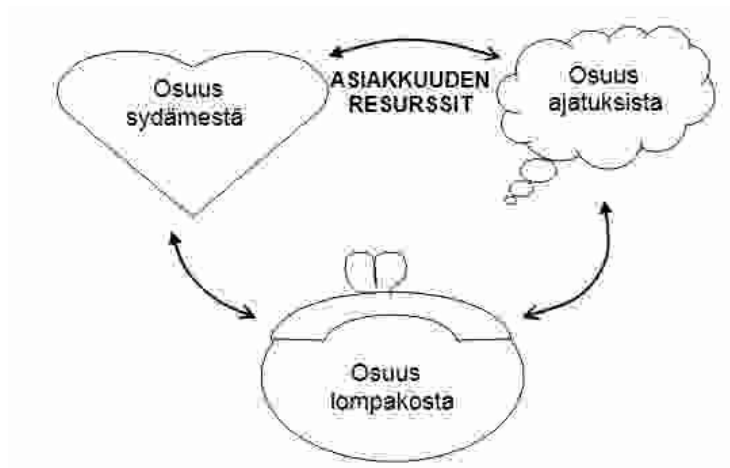 Osuus
sydämestä
ASIAKKUUDEN
RESURSSIT
Osuus
ajatuksista
Osuus
lompakosta